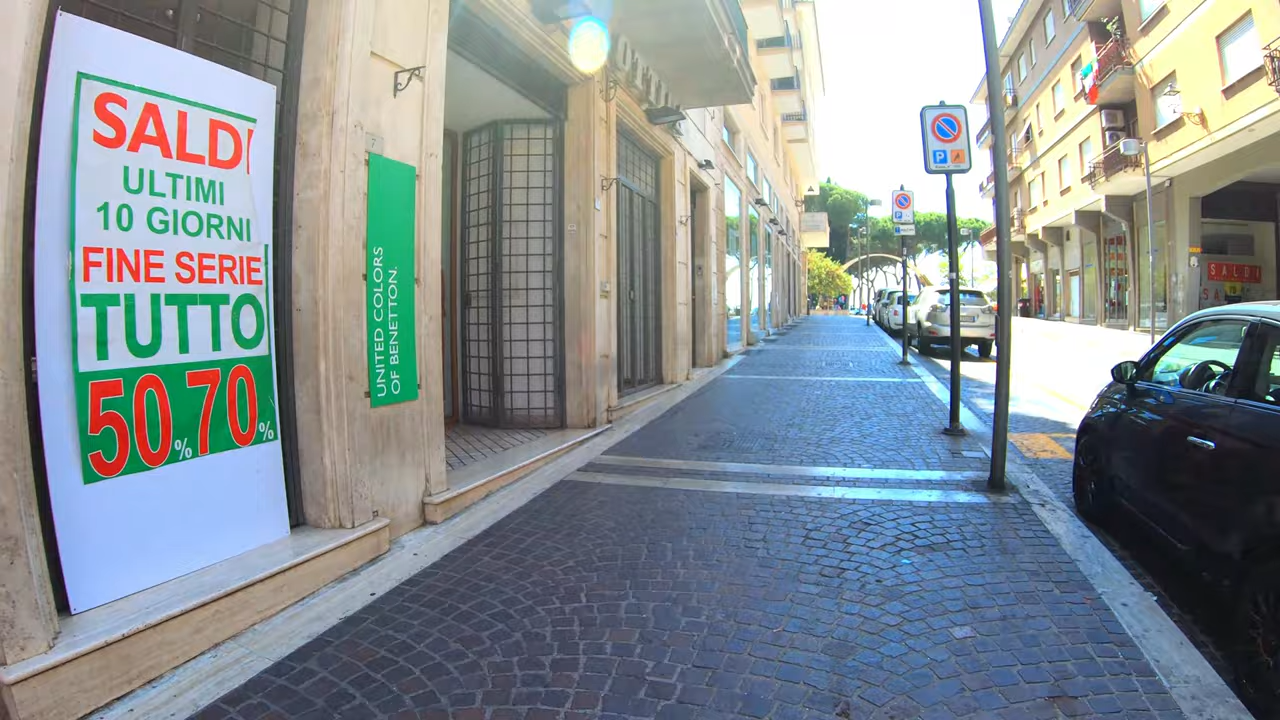 SALDI
ULTIMI
10 GIORNI
FINE SERIE
TUTTO
50% 70%
UNITED COLORS
OF BENETTON.
P
SALDI